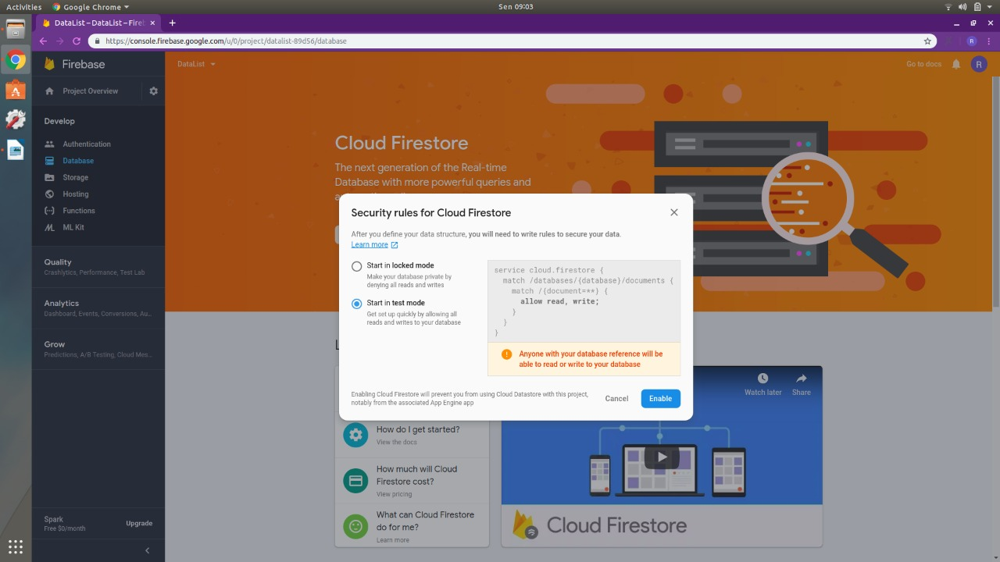 Activities
Google Chrome
Sen 09:03
DataList – DataList – Fire
https://console.firebase.google.com/u/0/project/datalist-89d56/database
R
Firebase
DataList
Go to docs
R
Project Overview
Develop
Authentication
Database
Storage
Hosting
Functions
ML Kit
Quality
Crashlytics, Performance, Test Lab
Analytics
Dashboard, Events, Conversions, Au...
Grow
Predictions, A/B Testing, Cloud Mes...
Spark
Free $0/month
Upgrade
Cloud Firestore
The next generation of the Real-time
Database with more powerful queries and
Security rules for Cloud Firestore
After you define your data structure, you will need to write rules to secure your data.
Learn more
Start in locked mode
Make your database private by
denying all reads and writes
Start in test mode
Get set up quickly by allowing all
reads and writes to your database
service cloud.firestore {
match /databases/{database}/documents {
match /{document=**} {
allow read, write;
}
}
}
Anyone with your database reference will be
able to read or write to your database
Enabling Cloud Firestore will prevent you from using Cloud Datastore with this project,
notably from the associated App Engine app
Cancel
Enable
Watch later
Share
How do I get started?
View the docs
How much will Cloud
Firestore cost?
View pricing
What can Cloud Firestore
do for me?
Learn more
Cloud Firestore